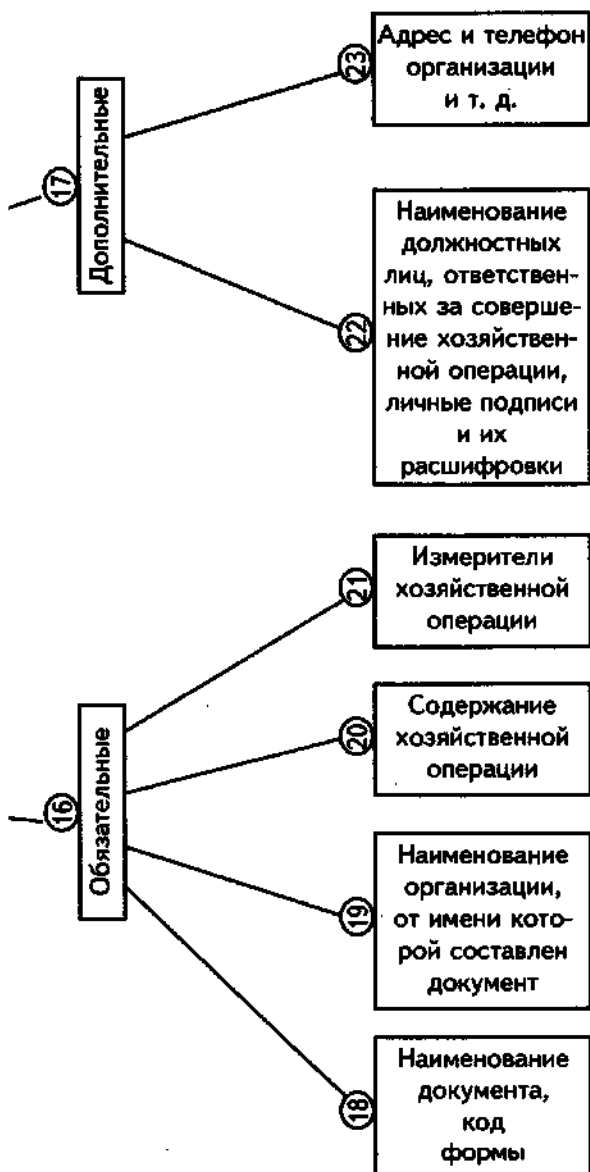 23
Адрес и телефон
организации
и т. д.
17
Дополнительные
22
Наименование
должностных
лиц, ответствен-
ных за соверше-
ние хозяйствен-
ной операции,
личные подписи
и их
расшифровки
21
Измерители
хозяйственной
операции
20
Содержание
хозяйственной
операции
16
Обязательные
19
Наименование
организации,
от имени кото-
рой составлен
документ
18
Наименование
документа,
код
формы